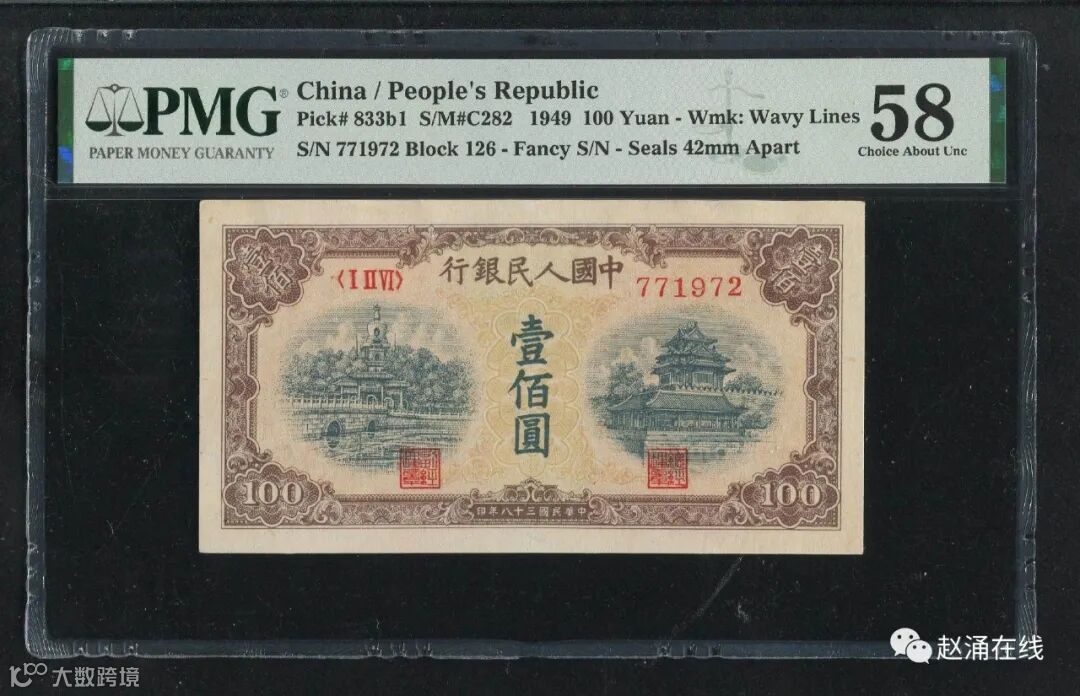 PMG®
PAPER MONEY GUARANTY
China / People's Republic
Pick# 833b1 S/M#C282 1949 100 Yuan - Wmk: Wavy Lines
S/N 771972 Block 126 - Fancy S/N - Seals 42mm Apart
58
Choice About Unc
壹佰
壹佰
行銀民人國中
〈I II VI〉
771972
壹佰圓
100
100
印年八十三國民華中
赵涌在线
10100 大数跨境